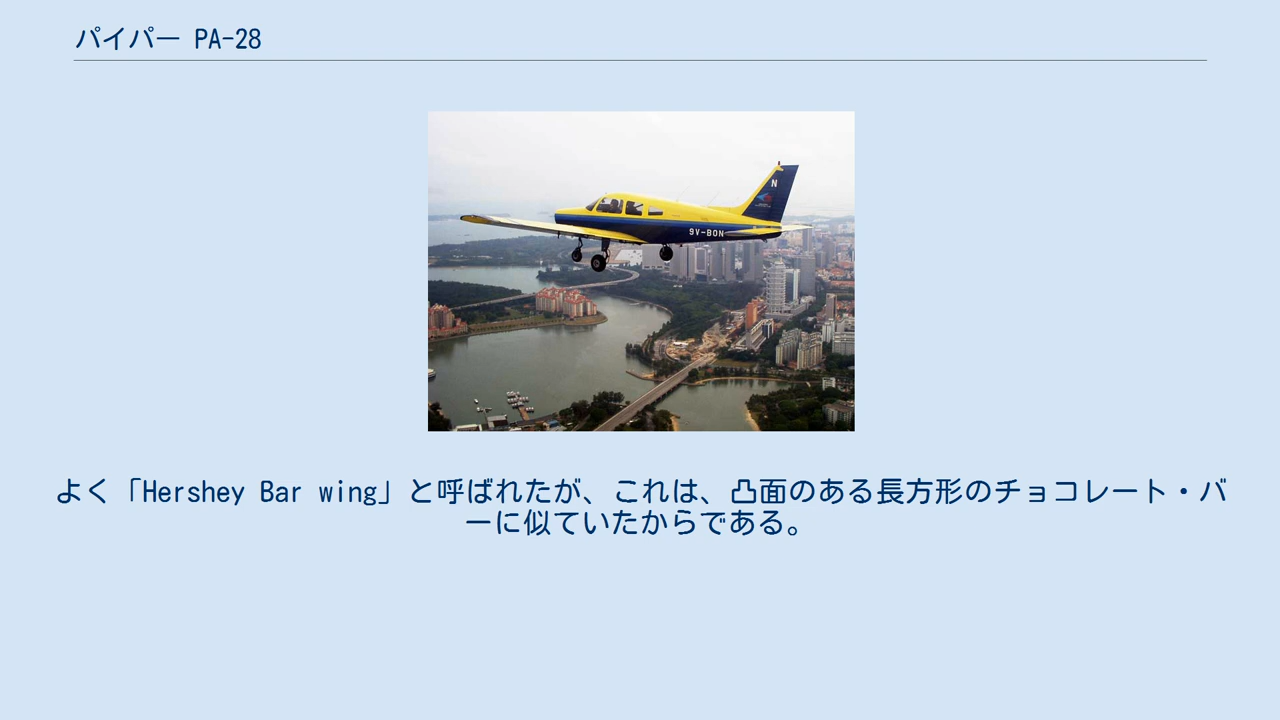 パイパー PA-28
N
9V-BON
よく「Hershey Bar wing」と呼ばれたが、これは、凸面のある長方形のチョコレート・バ
ーに似ていたからである。